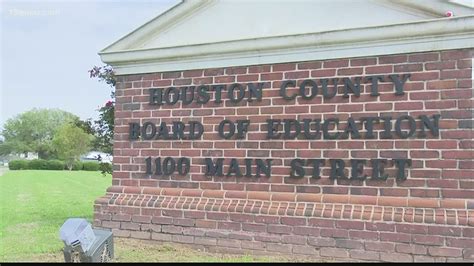 HOUSTON COUNTY
BOARD OF EDUCATION
1100 MAIN STREET